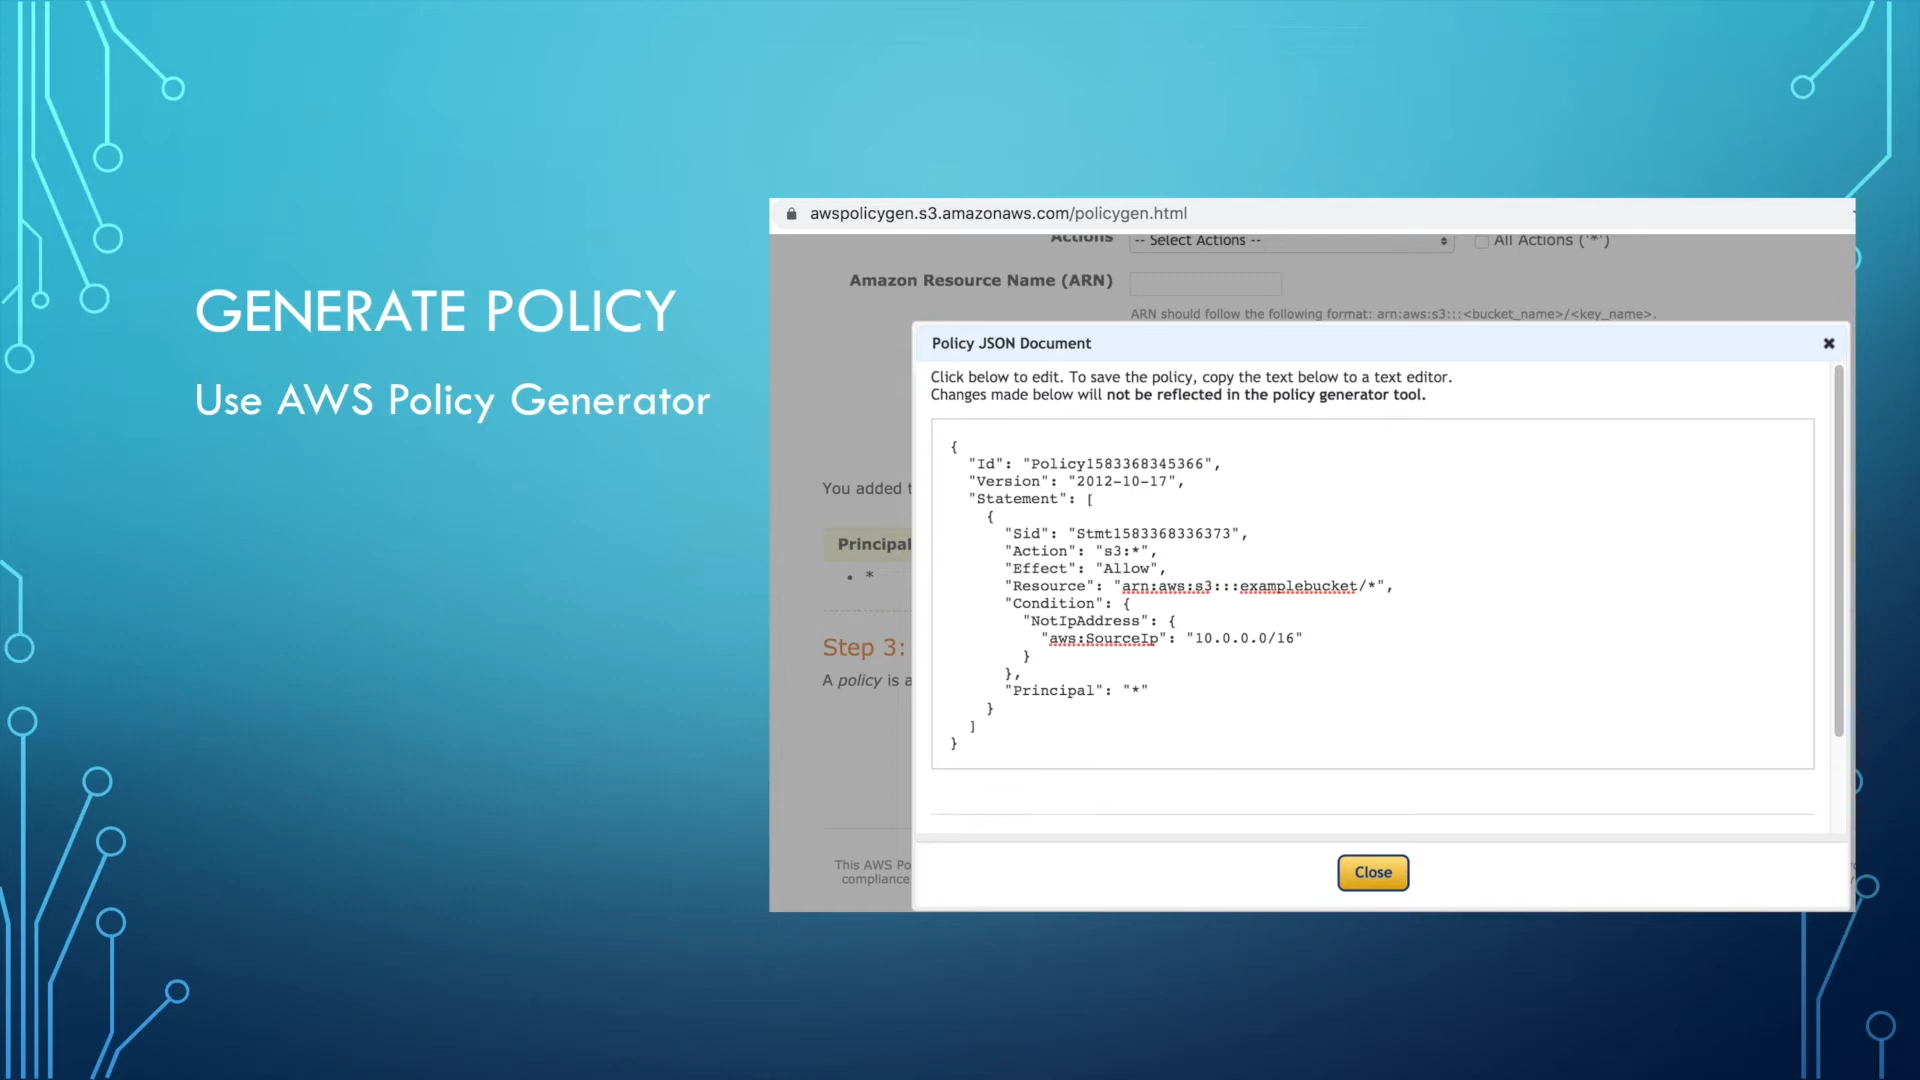 GENERATE POLICY
Use AWS Policy Generator
awspolicygen.s3.amazonaws.com/policygen.html
Actions -- Select Actions -- All Actions ('*')
Amazon Resource Name (ARN)
ARN should follow the following format: arn:aws:s3:::<bucket_name>/<key_name>.
Policy JSON Document
Click below to edit. To save the policy, copy the text below to a text editor.
Changes made below will not be reflected in the policy generator tool.
{
"Id": "Policy1583368345366",
"Version": "2012-10-17",
"Statement": [
{
"Sid": "Stmt1583368336373",
"Action": "s3:*",
"Effect": "Allow",
"Resource": "arn:aws:s3:::examplebucket/*",
"Condition": {
"NotIpAddress": {
"aws:SourceIp": "10.0.0.0/16"
}
},
"Principal": "*"
}
]
}
Close
You added
Principal
• *
Step 3:
A policy is a
This AWS Po
compliance